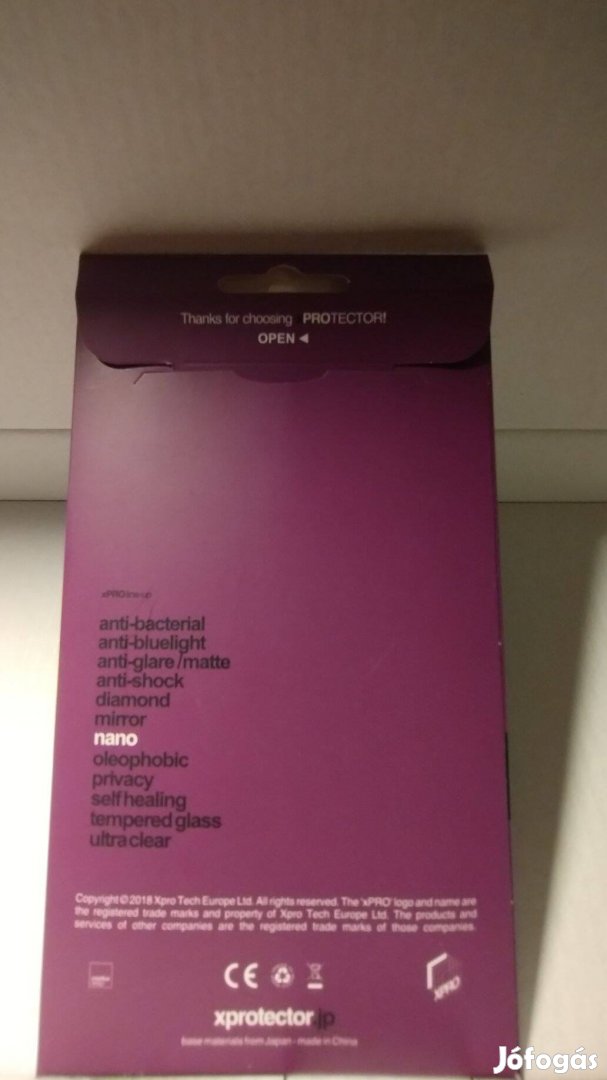 Thanks for choosing PROTECTOR!
OPEN ◄
xPRO line-up
anti-bacterial
anti-bluelight
anti-glare/matte
anti-shock
diamond
mirror
nano
oleophobic
privacy
self healing
tempered glass
ultra clear
Copyright © 2018 Xpro Tech Europe Ltd. All rights reserved. The 'xPRO' logo and name are
the registered trade marks and property of Xpro Tech Europe Ltd. The products and
services of other companies are the registered trade marks of those companies.
CE
xprotector.jp
base materials from Japan - made in China
Jófogás